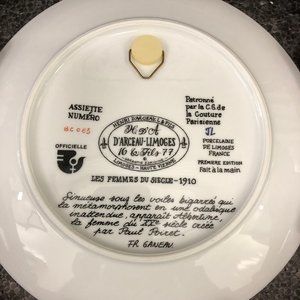 ASSIETTE
NUMÉRO
OFFICIELLE
HENRI D'ARCEAU & FILS
H. D'A
D'ARCEAU-LIMOGES
16 & Fils 77
LIMOGES - HAUTE VIENNE
Patronné
par la C.S. de
la Couture
Parisienne
PORCELAINE
DE LIMOGES
FRANCE
PREMIÈRE EDITION
Fait à la main
LES FEMMES DU SIÈCLE - 1910
Sinueuse sous les voiles bigarrés qui
la métamorphosent en une odalisque
inattendue, apparaît Albertine,
la femme du XXe siècle créée
par Paul Poiret.
FR. GANEAU